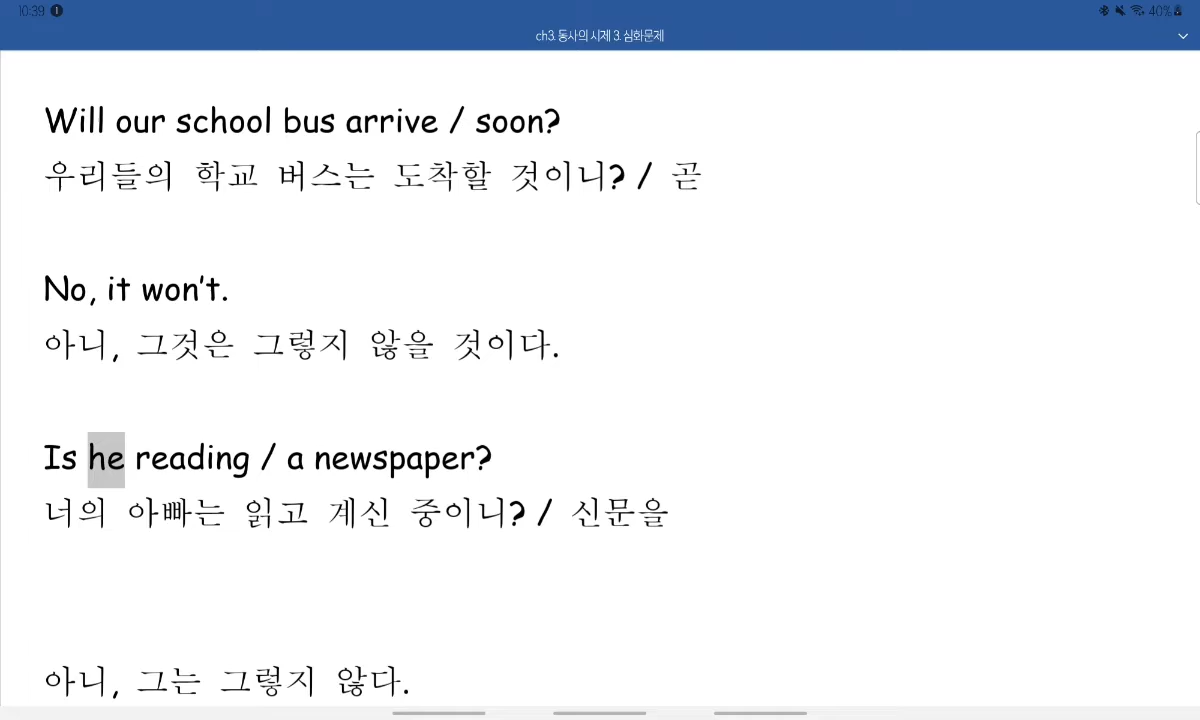 10:39
40%
ch3. 동사의 시제 3. 심화문제
Will our school bus arrive / soon?
우리들의 학교 버스는 도착할 것이니? / 곧
No, it won't.
아니, 그것은 그렇지 않을 것이다.
Is he reading / a newspaper?
너의 아빠는 읽고 계신 중이니? / 신문을
아니, 그는 그렇지 않다.